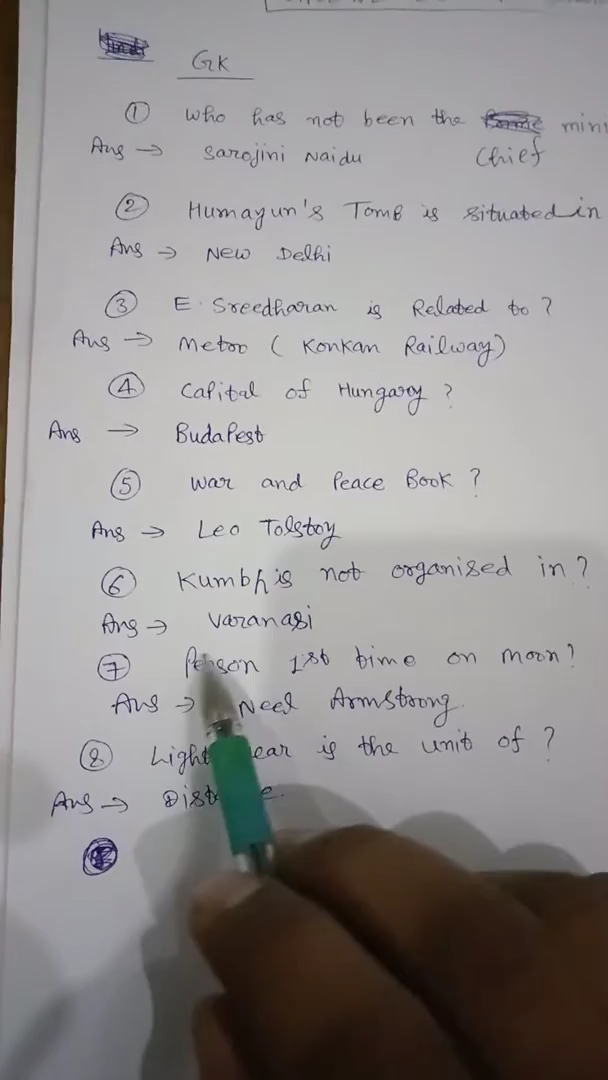 GK
① Who has not been the mini
Ans → Sarojini Naidu Chief
② Humayun's Tomb is situated in
Ans → New Delhi
③ E. Sreedharan is Related to?
Ans → Metro (Konkan Railway)
④ Capital of Hungary?
Ans → Budapest
⑤ War and Peace Book?
Ans → Leo Tolstoy
⑥ Kumbh is not organised in?
Ans → Varanasi
⑦ Person 1st time on moon?
Ans → Neel Armstrong.
⑧ Light ear is the unit of?
Ans → Dist e.